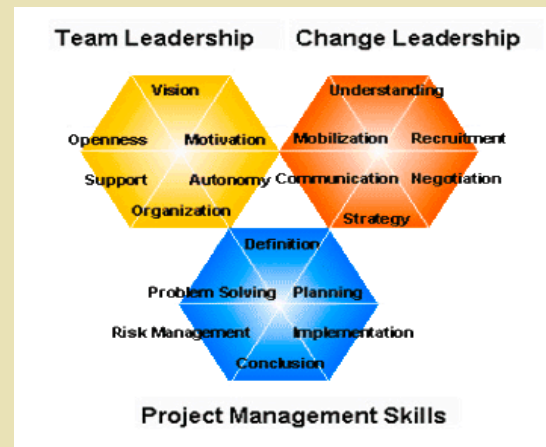 Team Leadership
Change Leadership
Vision
Openness
Motivation
Support
Autonomy
Organization
Understanding
Mobilization
Recruitment
Communication
Negotiation
Strategy
Definition
Problem Solving
Planning
Risk Management
Implementation
Conclusion
Project Management Skills